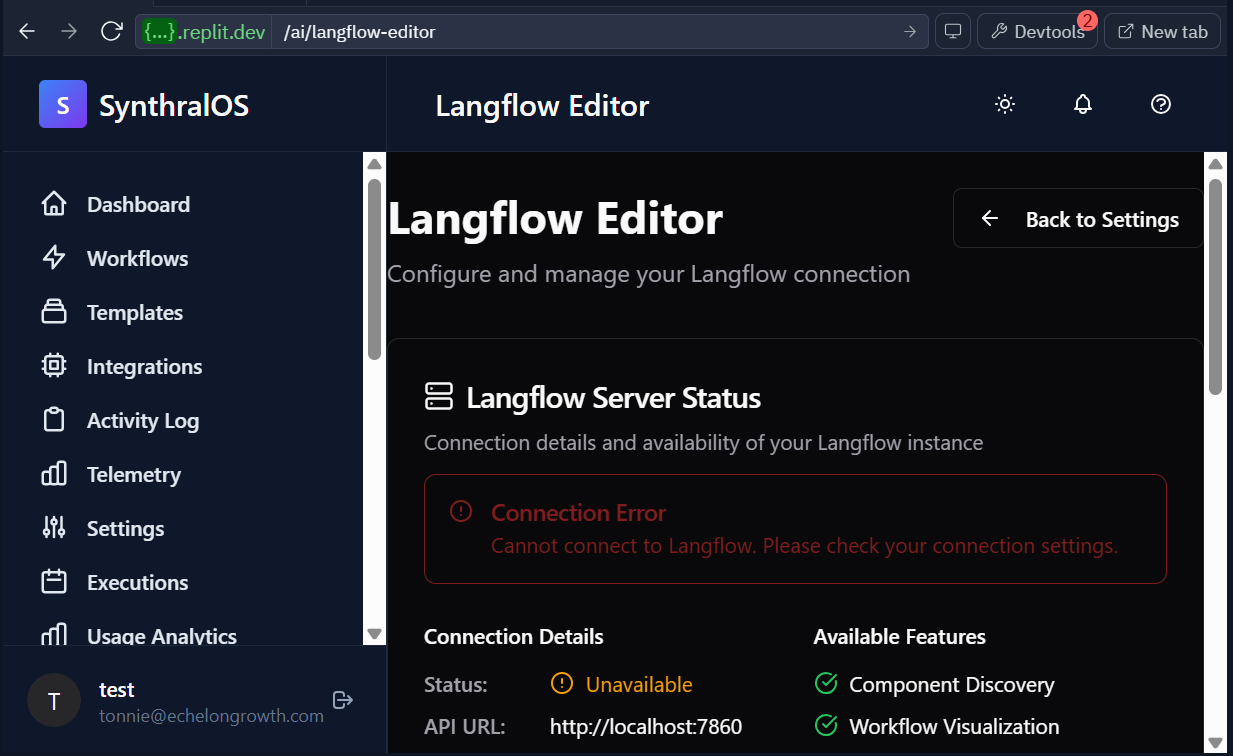 {...}.replit.dev /ai/langflow-editor Devtools 2 New tab
S SynthralOS
Langflow Editor
Dashboard
Workflows
Templates
Integrations
Activity Log
Telemetry
Settings
Executions
Usage Analytics
T
test
tonnie@echelongrowth.com
Langflow Editor
Back to Settings
Configure and manage your Langflow connection
Langflow Server Status
Connection details and availability of your Langflow instance
Connection Error
Cannot connect to Langflow. Please check your connection settings.
Connection Details
Status: Unavailable
API URL: http://localhost:7860
Available Features
Component Discovery
Workflow Visualization